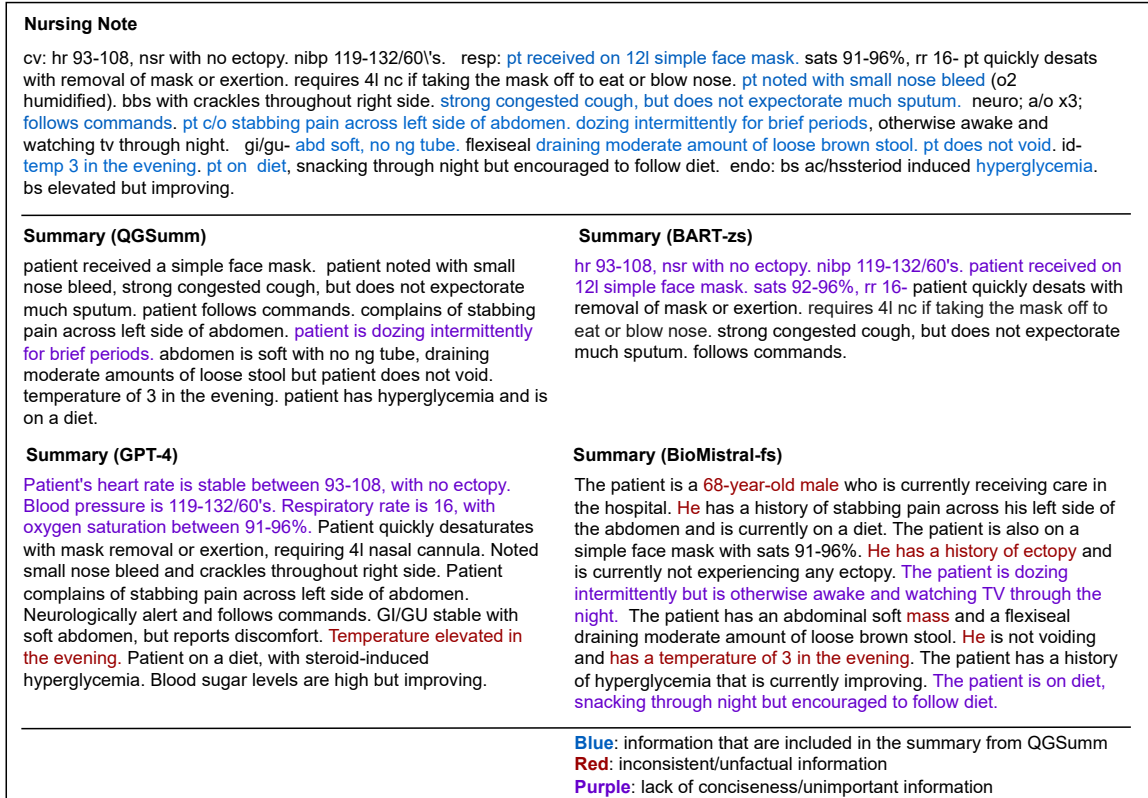 Nursing Note
cv: hr 93-108, nsr with no ectopy. nibp 119-132/60\'s.   resp: pt received on 12l simple face mask. sats 91-96%, rr 16- pt quickly desats
with removal of mask or exertion. requires 4l nc if taking the mask off to eat or blow nose. pt noted with small nose bleed (o2
humidified). bbs with crackles throughout right side. strong congested cough, but does not expectorate much sputum.  neuro; a/o x3;
follows commands. pt c/o stabbing pain across left side of abdomen. dozing intermittently for brief periods, otherwise awake and
watching tv through night.   gi/gu- abd soft, no ng tube. flexiseal draining moderate amount of loose brown stool. pt does not void. id-
temp 3 in the evening. pt on  diet, snacking through night but encouraged to follow diet.  endo: bs ac/hssteriod induced hyperglycemia.
bs elevated but improving.
Summary (QGSumm)
patient received a simple face mask.  patient noted with small
nose bleed, strong congested cough, but does not expectorate
much sputum. patient follows commands. complains of stabbing
pain across left side of abdomen. patient is dozing intermittently
for brief periods. abdomen is soft with no ng tube, draining
moderate amounts of loose stool but patient does not void.
temperature of 3 in the evening. patient has hyperglycemia and is
on a diet.
Summary (BART-zs)
hr 93-108, nsr with no ectopy. nibp 119-132/60's. patient received on
12l simple face mask. sats 92-96%, rr 16- patient quickly desats with
removal of mask or exertion. requires 4l nc if taking the mask off to
eat or blow nose. strong congested cough, but does not expectorate
much sputum. follows commands.
Summary (GPT-4)
Patient's heart rate is stable between 93-108, with no ectopy.
Blood pressure is 119-132/60's. Respiratory rate is 16, with
oxygen saturation between 91-96%. Patient quickly desaturates
with mask removal or exertion, requiring 4l nasal cannula. Noted
small nose bleed and crackles throughout right side. Patient
complains of stabbing pain across left side of abdomen.
Neurologically alert and follows commands. GI/GU stable with
soft abdomen, but reports discomfort. Temperature elevated in
the evening. Patient on a diet, with steroid-induced
hyperglycemia. Blood sugar levels are high but improving.
Summary (BioMistral-fs)
The patient is a 68-year-old male who is currently receiving care in
the hospital. He has a history of stabbing pain across his left side of
the abdomen and is currently on a diet. The patient is also on a
simple face mask with sats 91-96%. He has a history of ectopy and
is currently not experiencing any ectopy. The patient is dozing
intermittently but is otherwise awake and watching TV through the
night.  The patient has an abdominal soft mass and a flexiseal
draining moderate amount of loose brown stool. He is not voiding
and has a temperature of 3 in the evening. The patient has a history
of hyperglycemia that is currently improving. The patient is on diet,
snacking through night but encouraged to follow diet.
Blue: information that are included in the summary from QGSumm
Red: inconsistent/unfactual information
Purple: lack of conciseness/unimportant information